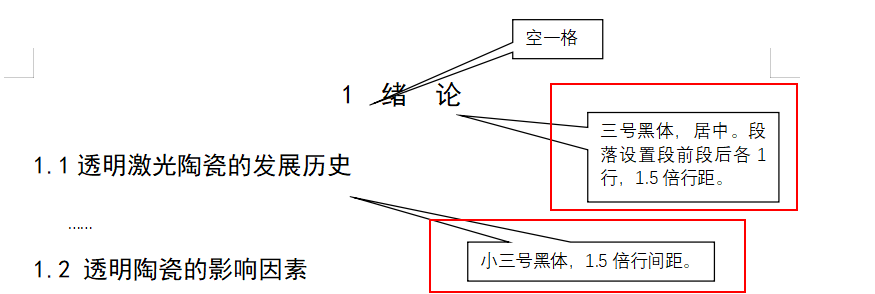 空一格
1 绪 论
三号黑体，居中。段
落设置段前段后各 1
行，1.5 倍行距。
1.1 透明激光陶瓷的发展历史
……
小三号黑体，1.5 倍行间距。
1.2 透明陶瓷的影响因素